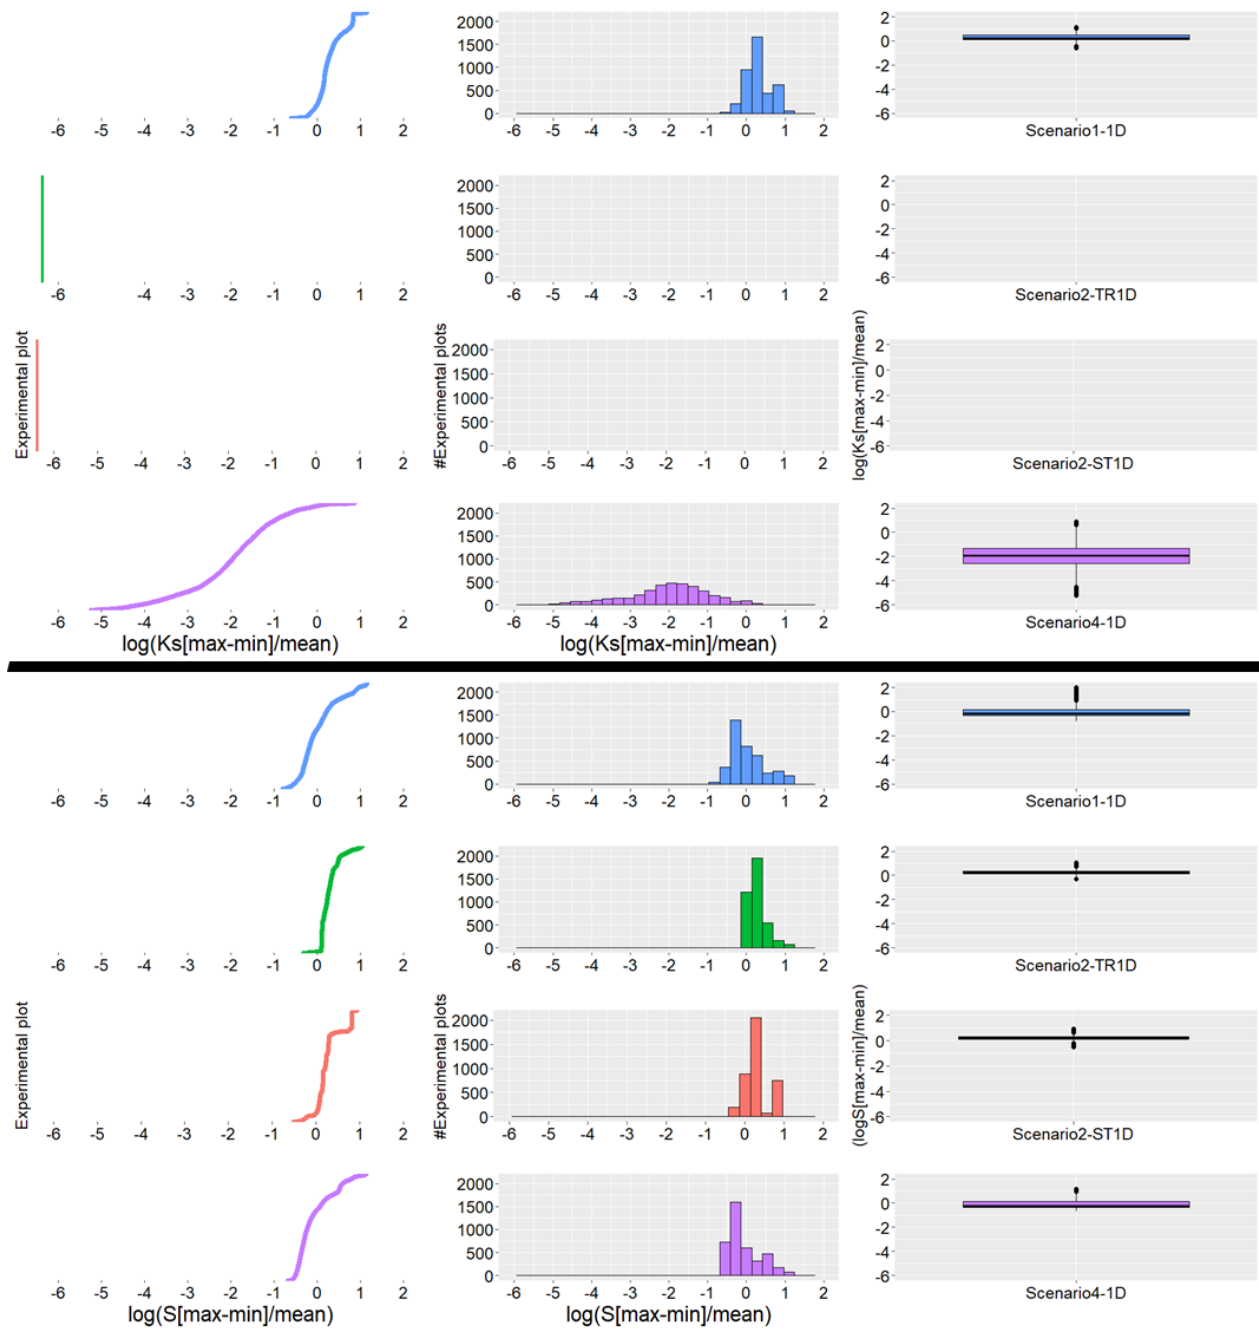 2000
1500
1000
500
0
2
0
-2
-4
-6
-6 -5 -4 -3 -2 -1 0 1 2
-6 -5 -4 -3 -2 -1 0 1 2
Scenario1-1D
2000
1500
1000
500
0
2
0
-2
-4
-6
-6 -4 -3 -2 -1 0 1 2
-6 -5 -4 -3 -2 -1 0 1 2
Scenario2-TR1D
Experimental plot
#Experimental plots
2000
1500
1000
500
0
log(Ks[max-min]/mean)
2
0
-2
-4
-6
-6 -5 -4 -3 -2 -1 0 1 2
-6 -5 -4 -3 -2 -1 0 1 2
Scenario2-ST1D
2000
1500
1000
500
0
2
0
-2
-4
-6
-6 -5 -4 -3 -2 -1 0 1 2
-6 -5 -4 -3 -2 -1 0 1 2
Scenario4-1D
log(Ks[max-min]/mean)
log(Ks[max-min]/mean)
2000
1500
1000
500
0
2
0
-2
-4
-6
-6 -5 -4 -3 -2 -1 0 1 2
-6 -5 -4 -3 -2 -1 0 1 2
Scenario1-1D
2000
1500
1000
500
0
2
0
-2
-4
-6
-6 -5 -4 -3 -2 -1 0 1 2
-6 -5 -4 -3 -2 -1 0 1 2
Scenario2-TR1D
Experimental plot
#Experimental plots
2000
1500
1000
500
0
(logS[max-min]/mean)
2
0
-2
-4
-6
-6 -5 -4 -3 -2 -1 0 1 2
-6 -5 -4 -3 -2 -1 0 1 2
Scenario2-ST1D
2000
1500
1000
500
0
2
0
-2
-4
-6
-6 -5 -4 -3 -2 -1 0 1 2
-6 -5 -4 -3 -2 -1 0 1 2
Scenario4-1D
log(S[max-min]/mean)
log(S[max-min]/mean)